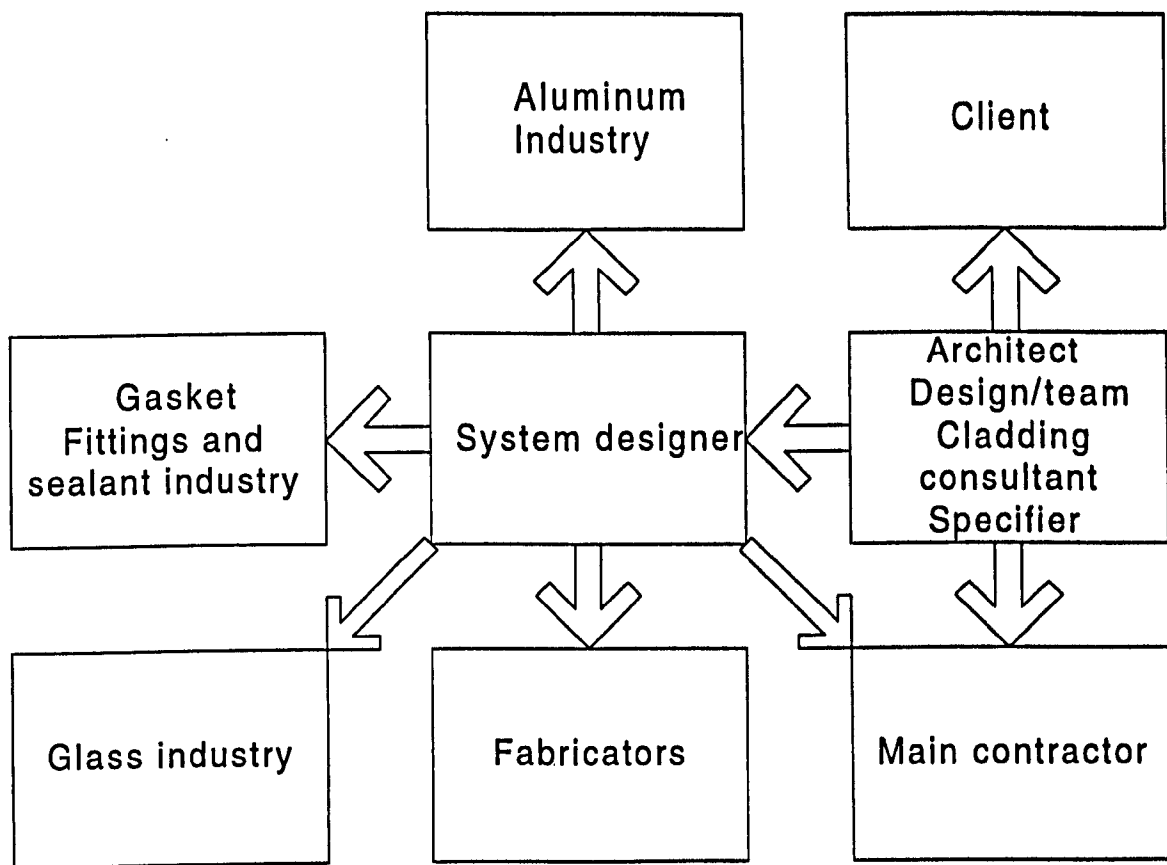 Aluminum
Industry
Client
Gasket
Fittings and
sealant industry
System designer
Architect
Design/team
Cladding
consultant
Specifier
Glass industry
Fabricators
Main contractor